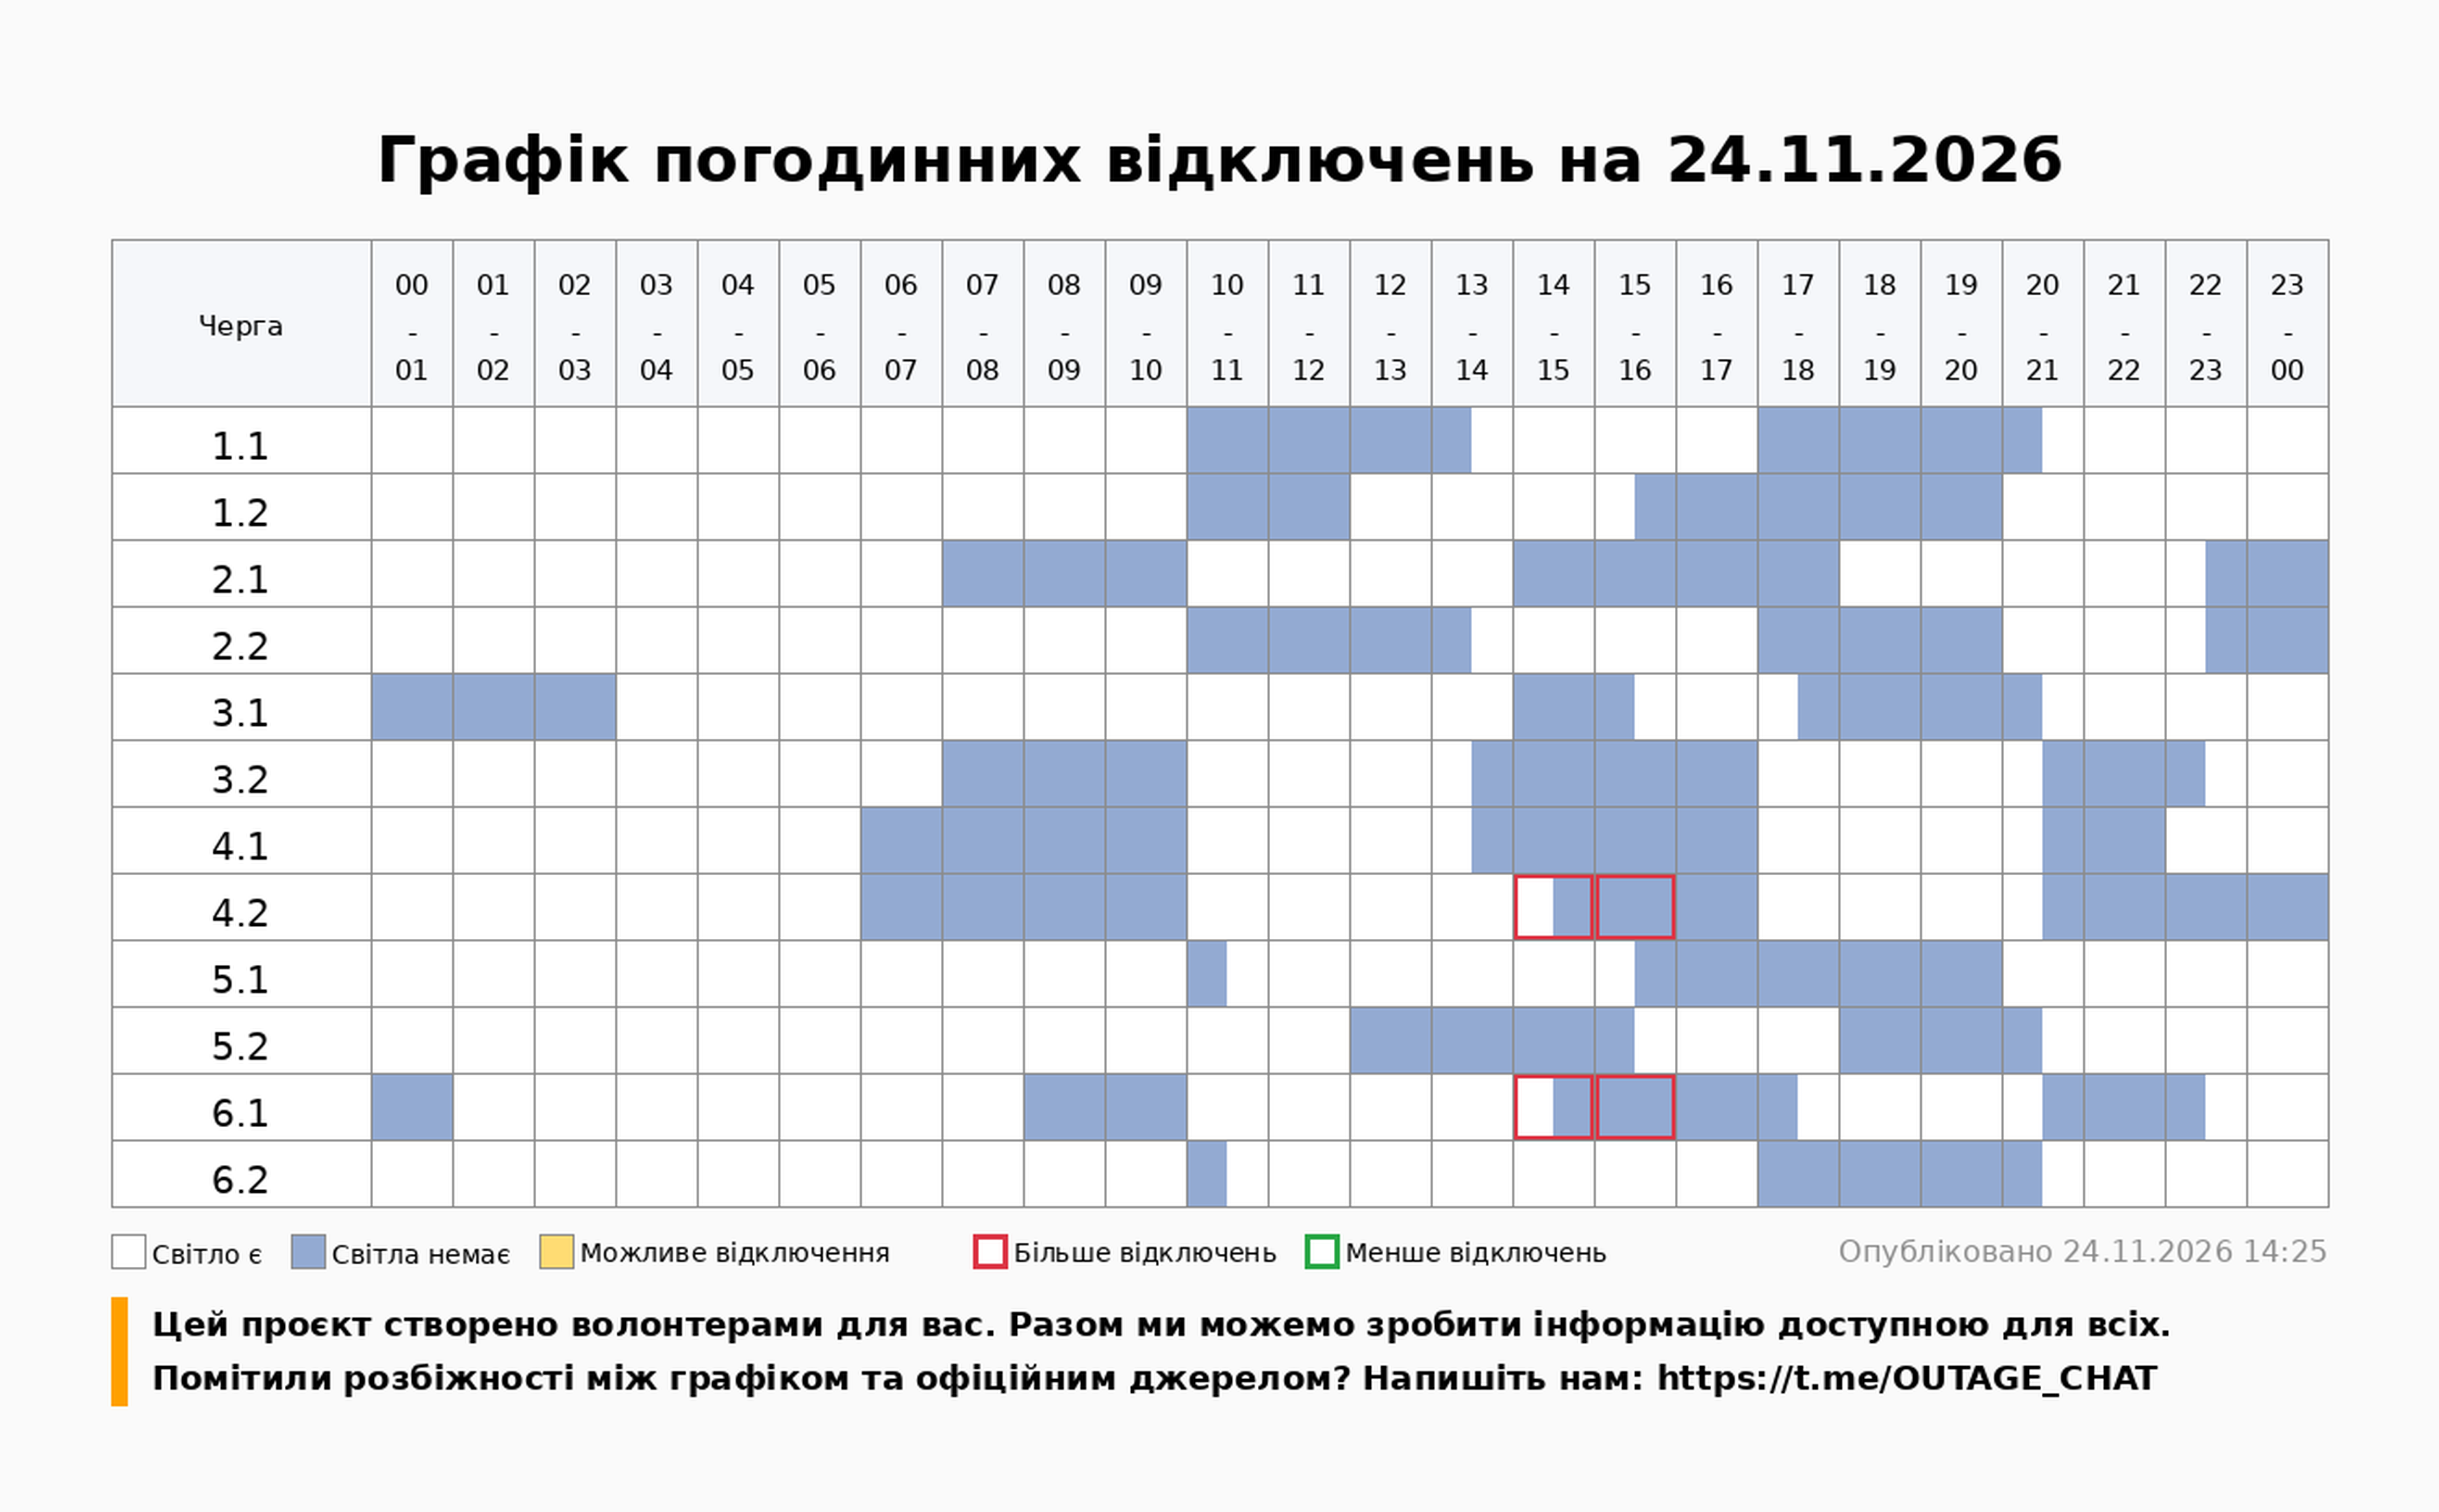 Графік погодинних відключень на 24.11.2026
Черга
00 - 01
01 - 02
02 - 03
03 - 04
04 - 05
05 - 06
06 - 07
07 - 08
08 - 09
09 - 10
10 - 11
11 - 12
12 - 13
13 - 14
14 - 15
15 - 16
16 - 17
17 - 18
18 - 19
19 - 20
20 - 21
21 - 22
22 - 23
23 - 00
1.1
1.2
2.1
2.2
3.1
3.2
4.1
4.2
5.1
5.2
6.1
6.2
Світло є Світла немає Можливе відключення Більше відключень Менше відключень Опубліковано 24.11.2026 14:25
Цей проєкт створено волонтерами для вас. Разом ми можемо зробити інформацію доступною для всіх.
Помітили розбіжності між графіком та офіційним джерелом? Напишіть нам: https://t.me/OUTAGE_CHAT